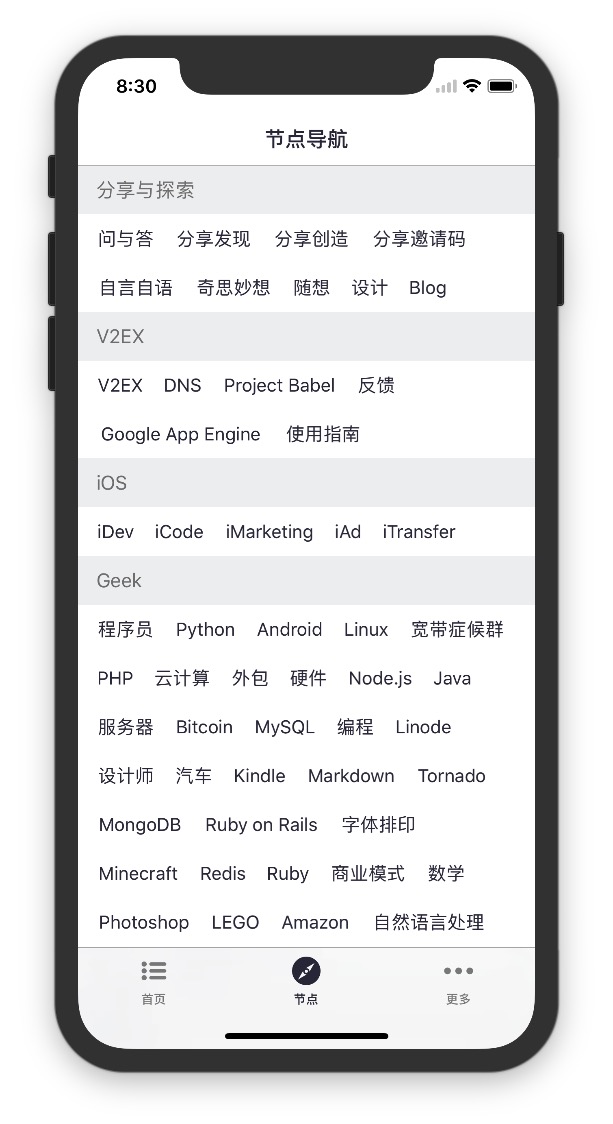 8:30
节点导航
分享与探索
问与答 分享发现 分享创造 分享邀请码
自言自语 奇思妙想 随想 设计 Blog
V2EX
V2EX DNS Project Babel 反馈
Google App Engine 使用指南
iOS
iDev iCode iMarketing iAd iTransfer
Geek
程序员 Python Android Linux 宽带症候群
PHP 云计算 外包 硬件 Node.js Java
服务器 Bitcoin MySQL 编程 Linode
设计师 汽车 Kindle Markdown Tornado
MongoDB Ruby on Rails 字体排印
Minecraft Redis Ruby 商业模式 数学
Photoshop LEGO Amazon 自然语言处理
首页 节点 更多